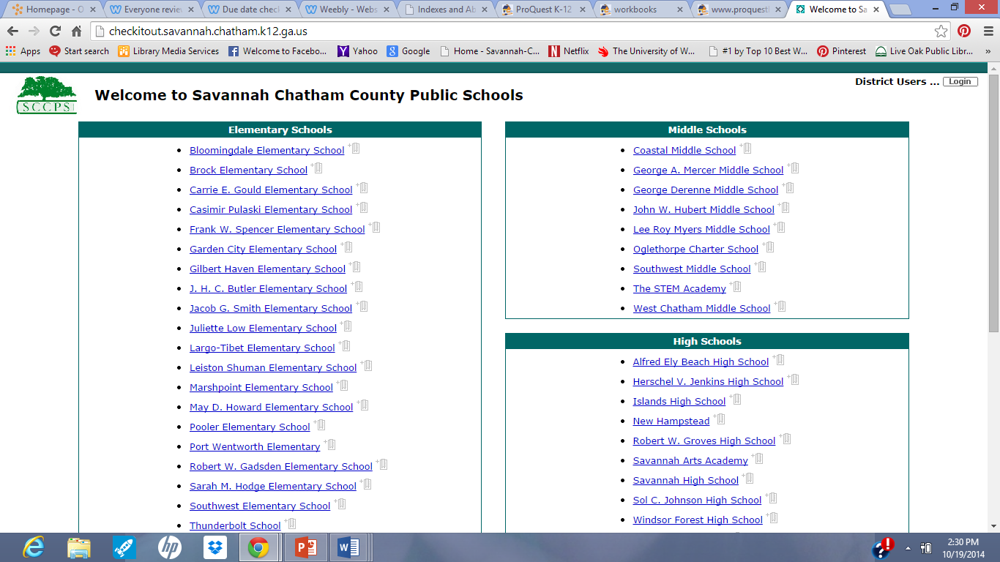 Homepage - O
Everyone revie
Due date chec
Weebly - Webs
Indexes and Ab
ProQuest K-12
workbooks
www.proquestl
Welcome to Sa
checkitout.savannah.chatham.k12.ga.us
Apps
Start search
Library Media Services
Welcome to Facebo...
Yahoo
Google
Home - Savannah-C...
Netflix
The University of W...
#1 by Top 10 Best W...
Pinterest
Live Oak Public Libr...
»
SCCPS
Welcome to Savannah Chatham County Public Schools
District Users ... Login
Elementary Schools
Bloomingdale Elementary School
Brock Elementary School
Carrie E. Gould Elementary School
Casimir Pulaski Elementary School
Frank W. Spencer Elementary School
Garden City Elementary School
Gilbert Haven Elementary School
J. H. C. Butler Elementary School
Jacob G. Smith Elementary School
Juliette Low Elementary School
Largo-Tibet Elementary School
Leiston Shuman Elementary School
Marshpoint Elementary School
May D. Howard Elementary School
Pooler Elementary School
Port Wentworth Elementary
Robert W. Gadsden Elementary School
Sarah M. Hodge Elementary School
Southwest Elementary School
Thunderbolt School
Middle Schools
Coastal Middle School
George A. Mercer Middle School
George Derenne Middle School
John W. Hubert Middle School
Lee Roy Myers Middle School
Oglethorpe Charter School
Southwest Middle School
The STEM Academy
West Chatham Middle School
High Schools
Alfred Ely Beach High School
Herschel V. Jenkins High School
Islands High School
New Hampstead
Robert W. Groves High School
Savannah Arts Academy
Savannah High School
Sol C. Johnson High School
Windsor Forest High School
2:30 PM
10/19/2014